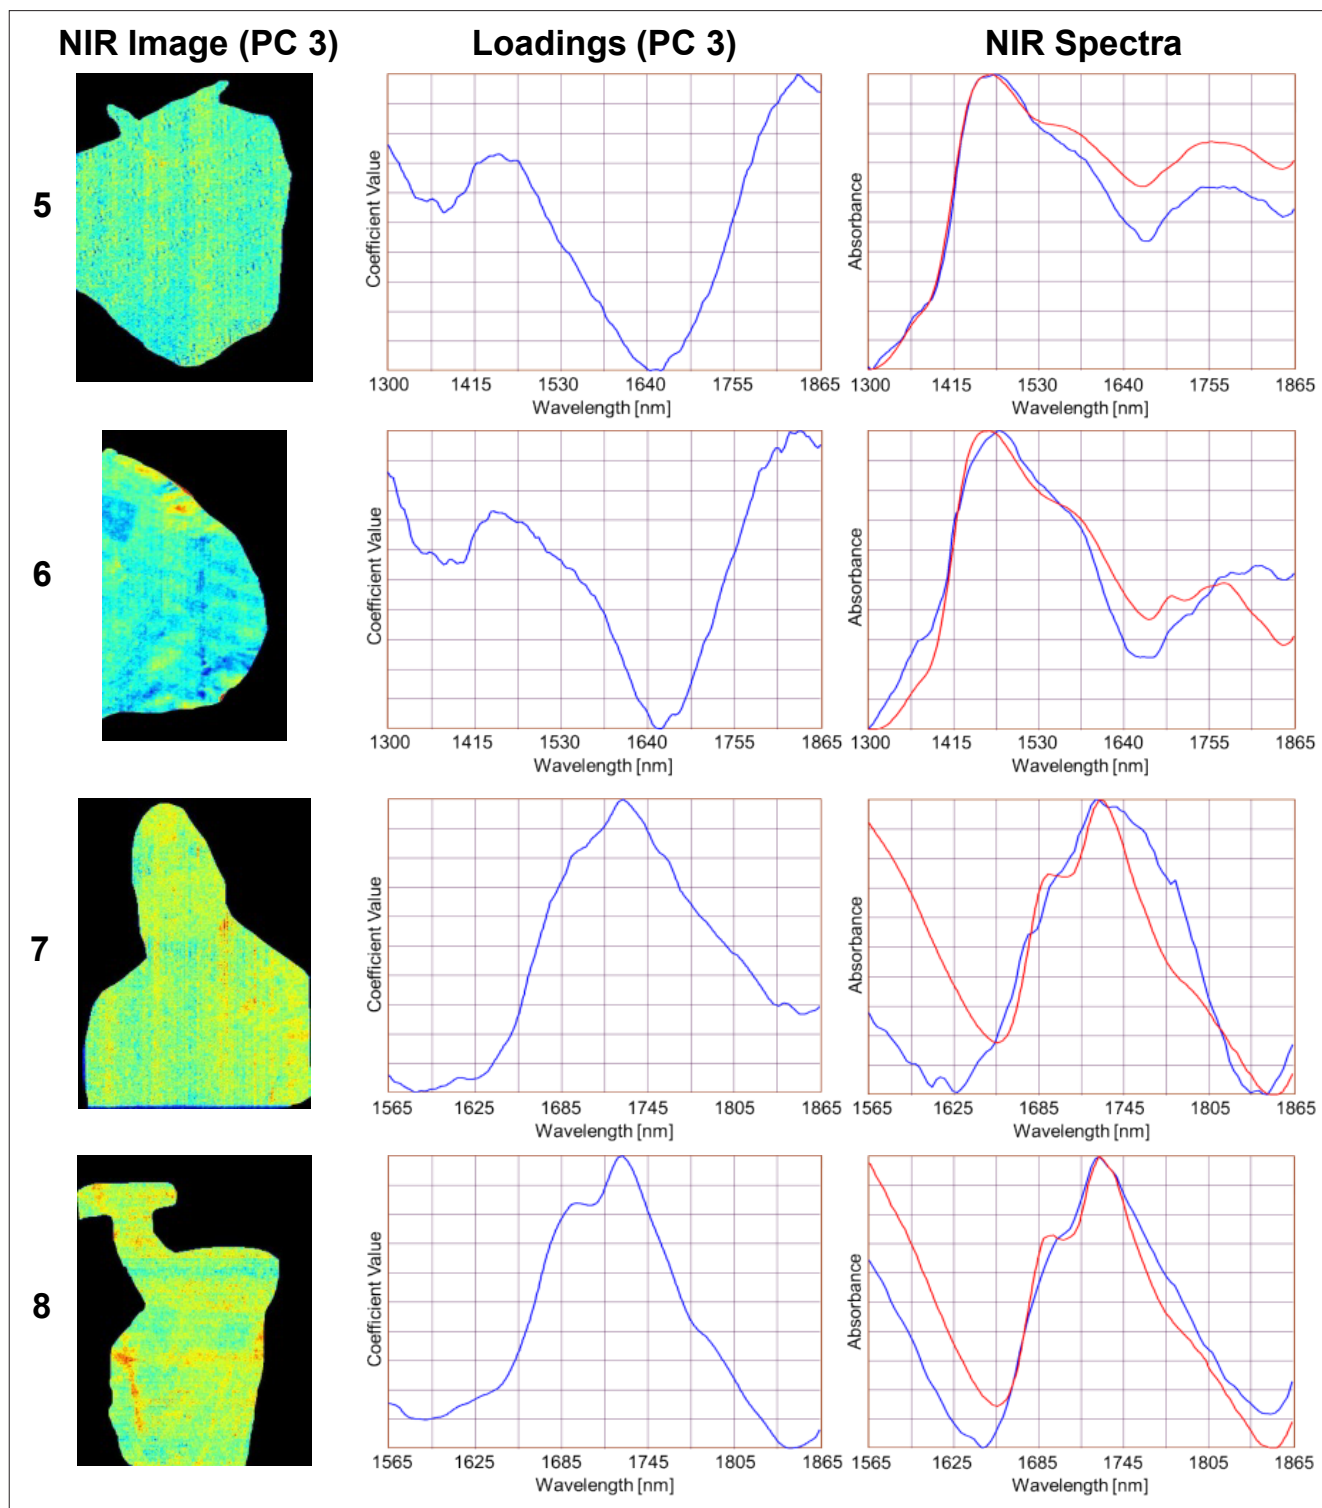 NIR Image (PC 3) Loadings (PC 3) NIR Spectra
5
Coefficient Value
1300 1415 1530 1640 1755 1865
Wavelength [nm]
Absorbance
1300 1415 1530 1640 1755 1865
Wavelength [nm]
6
Coefficient Value
1300 1415 1530 1640 1755 1865
Wavelength [nm]
Absorbance
1300 1415 1530 1640 1755 1865
Wavelength [nm]
7
Coefficient Value
1565 1625 1685 1745 1805 1865
Wavelength [nm]
Absorbance
1565 1625 1685 1745 1805 1865
Wavelength [nm]
8
Coefficient Value
1565 1625 1685 1745 1805 1865
Wavelength [nm]
Absorbance
1565 1625 1685 1745 1805 1865
Wavelength [nm]